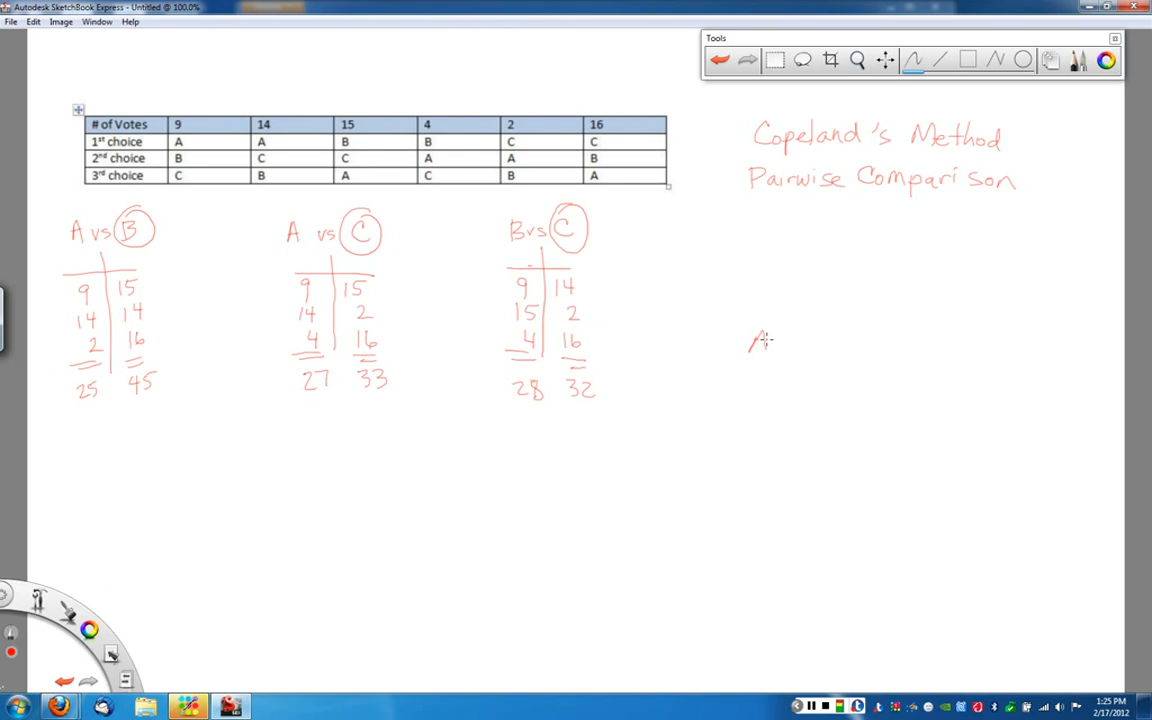 Autodesk SketchBook Express - Untitled @ 100.0%
File Edit Image Window Help
Tools
# of Votes 9 14 15 4 2 16
1st choice A A B B C C
2nd choice B C C A A B
3rd choice C B A C B A
Copeland's Method
Pairwise Comparison
A vs B
9 15
14 14
2 16
25 45
A vs C
9 15
14 2
4 16
27 33
B vs C
9 14
15 2
4 16
28 32
A
1:25 PM
2/17/2012